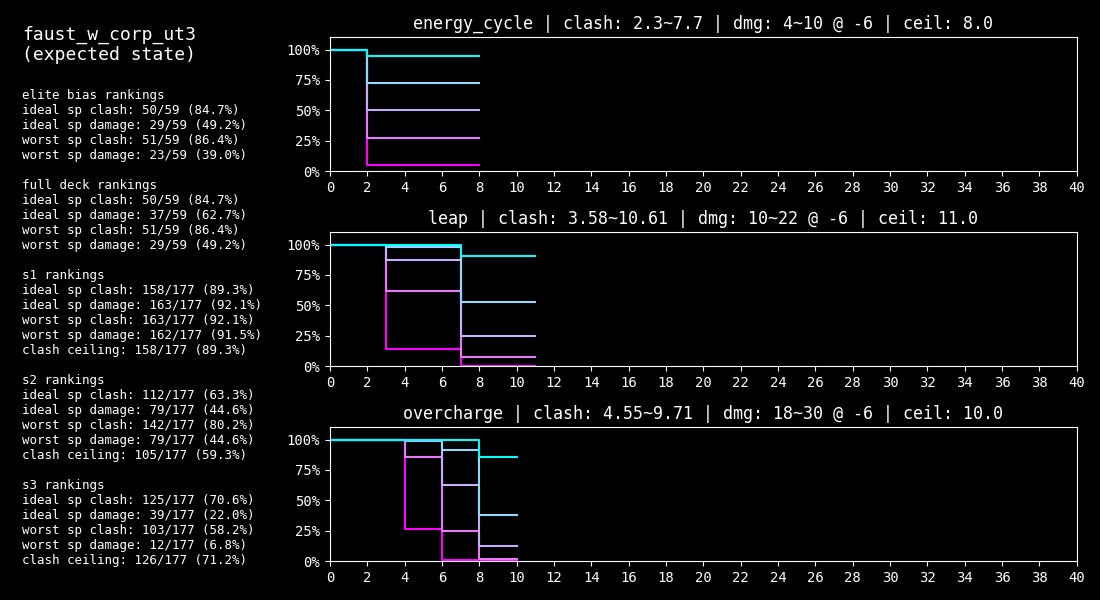 faust_w_corp_ut3
(expected state)
elite bias rankings
ideal sp clash: 50/59 (84.7%)
ideal sp damage: 29/59 (49.2%)
worst sp clash: 51/59 (86.4%)
worst sp damage: 23/59 (39.0%)
full deck rankings
ideal sp clash: 50/59 (84.7%)
ideal sp damage: 37/59 (62.7%)
worst sp clash: 51/59 (86.4%)
worst sp damage: 29/59 (49.2%)
s1 rankings
ideal sp clash: 158/177 (89.3%)
ideal sp damage: 163/177 (92.1%)
worst sp clash: 163/177 (92.1%)
worst sp damage: 162/177 (91.5%)
clash ceiling: 158/177 (89.3%)
s2 rankings
ideal sp clash: 112/177 (63.3%)
ideal sp damage: 79/177 (44.6%)
worst sp clash: 142/177 (80.2%)
worst sp damage: 79/177 (44.6%)
clash ceiling: 105/177 (59.3%)
s3 rankings
ideal sp clash: 125/177 (70.6%)
ideal sp damage: 39/177 (22.0%)
worst sp clash: 103/177 (58.2%)
worst sp damage: 12/177 (6.8%)
clash ceiling: 126/177 (71.2%)
energy_cycle | clash: 2.3~7.7 | dmg: 4~10 @ -6 | ceil: 8.0
100%
75%
50%
25%
0%
0 2 4 6 8 10 12 14 16 18 20 22 24 26 28 30 32 34 36 38 40
leap | clash: 3.58~10.61 | dmg: 10~22 @ -6 | ceil: 11.0
100%
75%
50%
25%
0%
0 2 4 6 8 10 12 14 16 18 20 22 24 26 28 30 32 34 36 38 40
overcharge | clash: 4.55~9.71 | dmg: 18~30 @ -6 | ceil: 10.0
100%
75%
50%
25%
0%
0 2 4 6 8 10 12 14 16 18 20 22 24 26 28 30 32 34 36 38 40